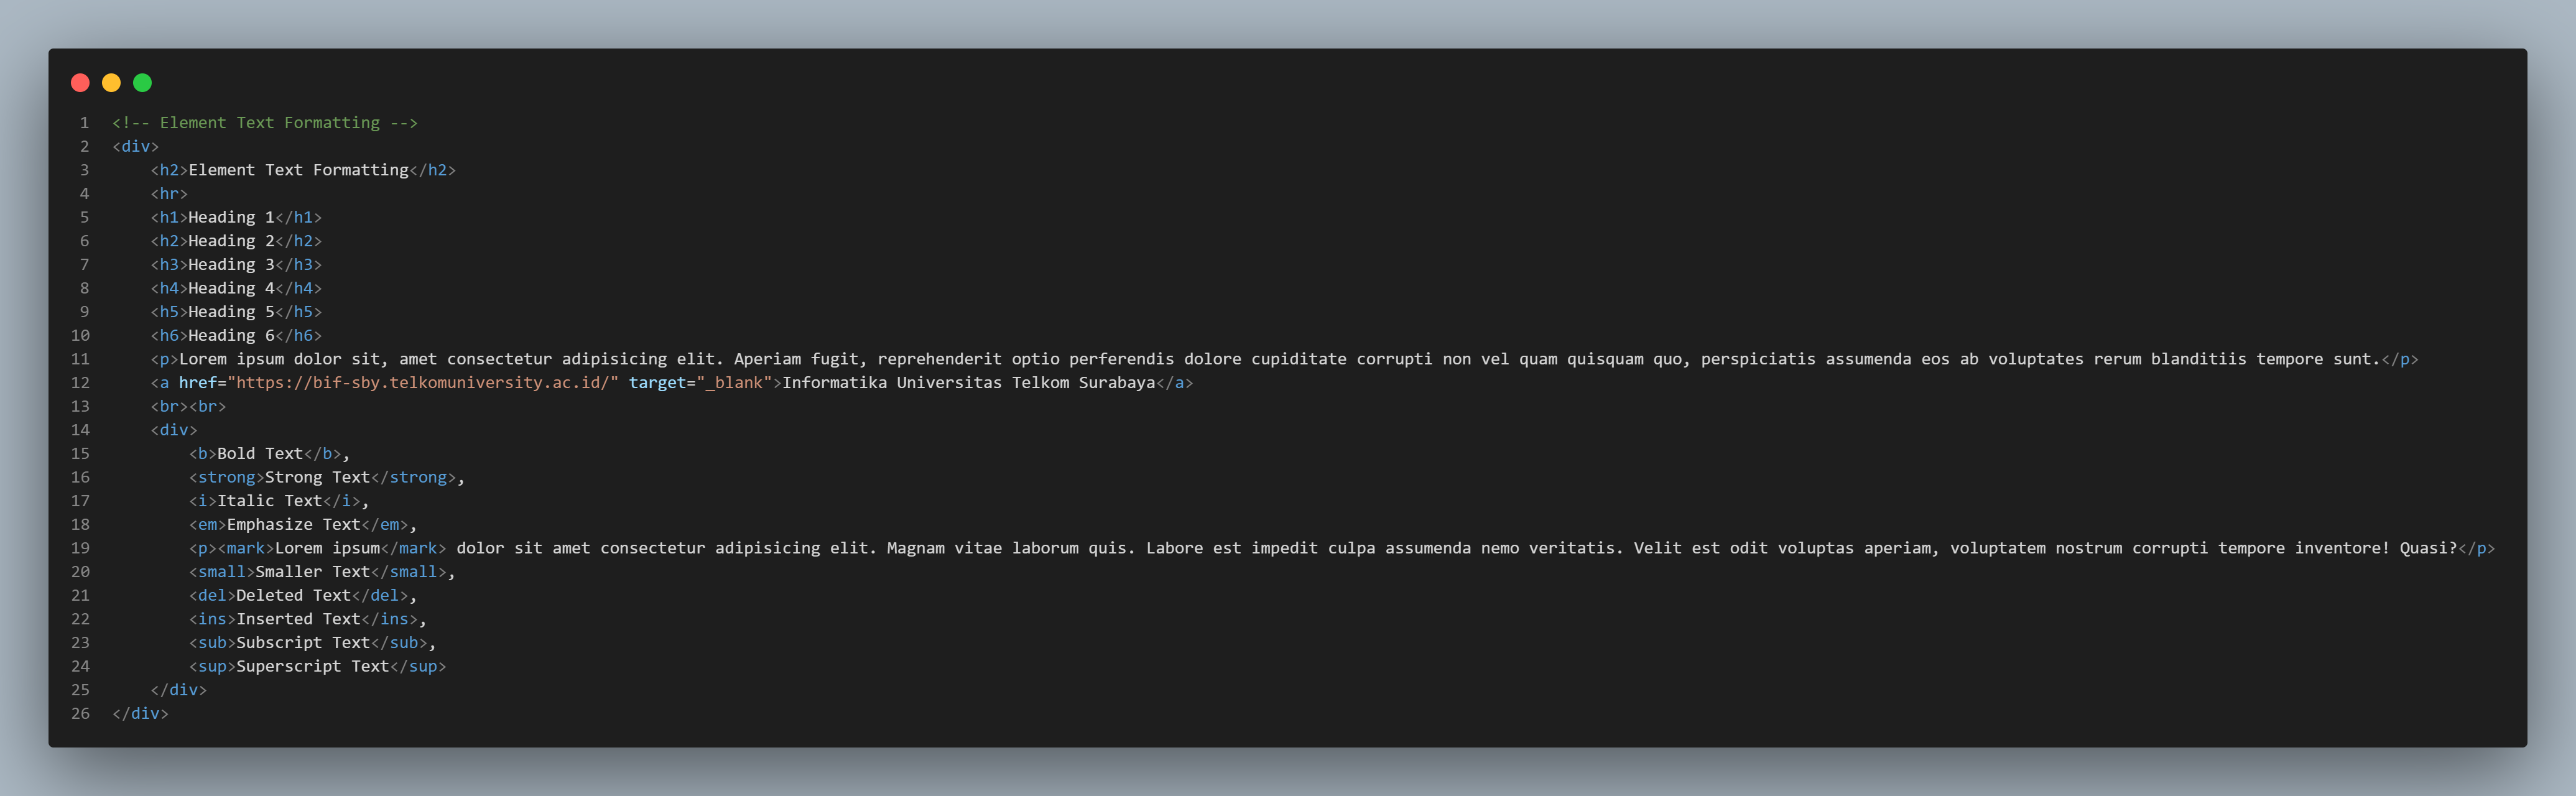 1 <!-- Element Text Formatting -->
2 <div>
3     <h2>Element Text Formatting</h2>
4     <hr>
5     <h1>Heading 1</h1>
6     <h2>Heading 2</h2>
7     <h3>Heading 3</h3>
8     <h4>Heading 4</h4>
9     <h5>Heading 5</h5>
10     <h6>Heading 6</h6>
11     <p>Lorem ipsum dolor sit, amet consectetur adipisicing elit. Aperiam fugit, reprehenderit optio perferendis dolore cupiditate corrupti non vel quam quisquam quo, perspiciatis assumenda eos ab voluptates rerum blanditiis tempore sunt.</p>
12     <a href="https://bif-sby.telkomuniversity.ac.id/" target="_blank">Informatika Universitas Telkom Surabaya</a>
13     <br><br>
14     <div>
15         <b>Bold Text</b>,
16         <strong>Strong Text</strong>,
17         <i>Italic Text</i>,
18         <em>Emphasize Text</em>,
19         <p><mark>Lorem ipsum</mark> dolor sit amet consectetur adipisicing elit. Magnam vitae laborum quis. Labore est impedit culpa assumenda nemo veritatis. Velit est odit voluptas aperiam, voluptatem nostrum corrupti tempore inventore! Quasi?</p>
20         <small>Smaller Text</small>,
21         <del>Deleted Text</del>,
22         <ins>Inserted Text</ins>,
23         <sub>Subscript Text</sub>,
24         <sup>Superscript Text</sup>
25     </div>
26 </div>